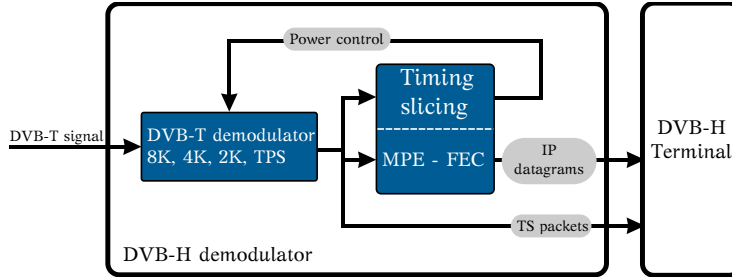 Power control
Timing
slicing
DVB-T signal
DVB-T demodulator
8K, 4K, 2K, TPS
MPE - FEC
IP
datagrams
TS packets
DVB-H demodulator
DVB-H
Terminal